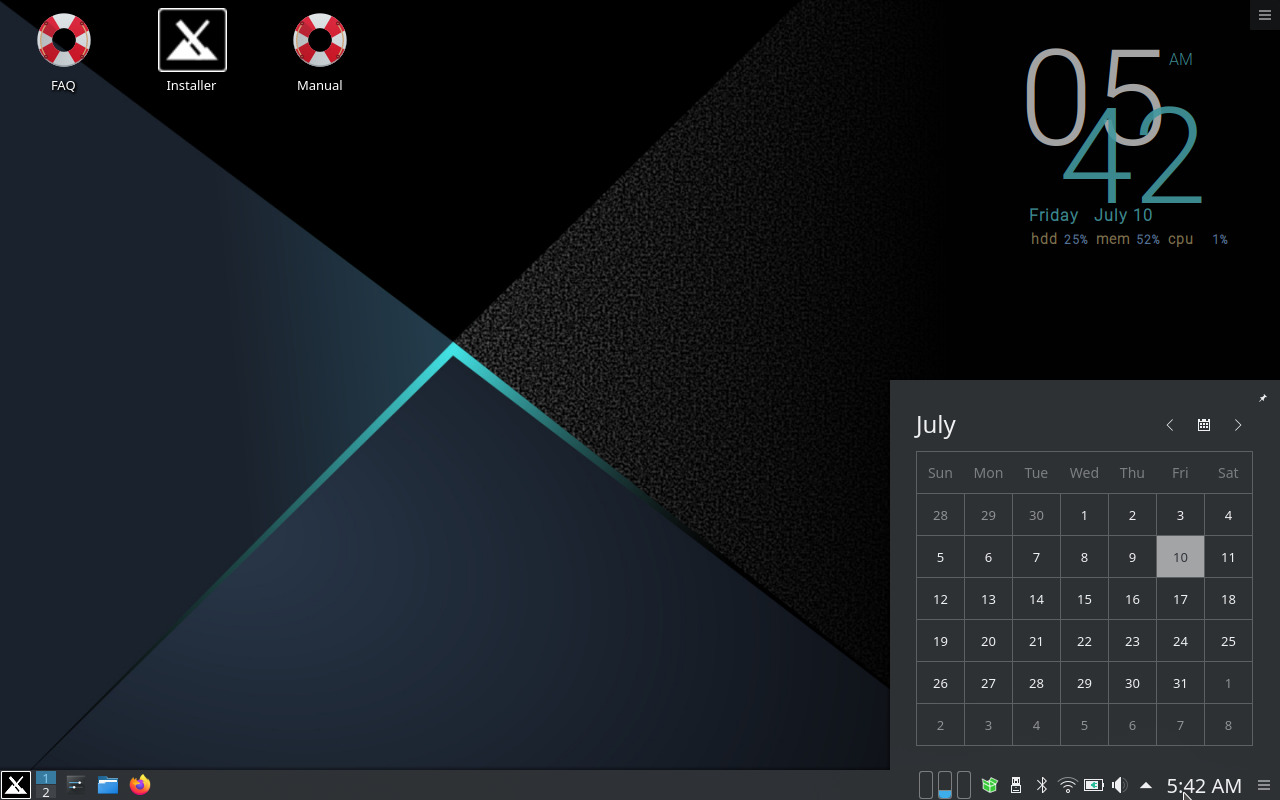 FAQ Installer Manual
05 AM
42
Friday July 10
hdd 25% mem 52% cpu 1%
July
Sun Mon Tue Wed Thu Fri Sat
28 29 30 1 2 3 4
5 6 7 8 9 10 11
12 13 14 15 16 17 18
19 20 21 22 23 24 25
26 27 28 29 30 31 1
2 3 4 5 6 7 8
1
2
5:42 AM